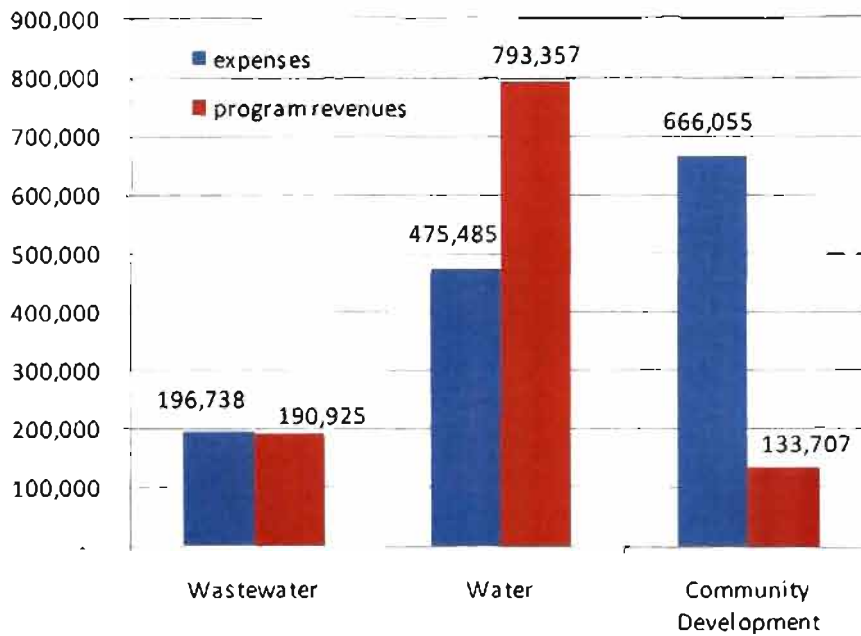 900,000
800,000
700,000
600,000
500,000
400,000
300,000
200,000
100,000
-
expenses
program revenues
196,738
190,925
475,485
793,357
666,055
133,707
Wastewater
Water
Community
Development